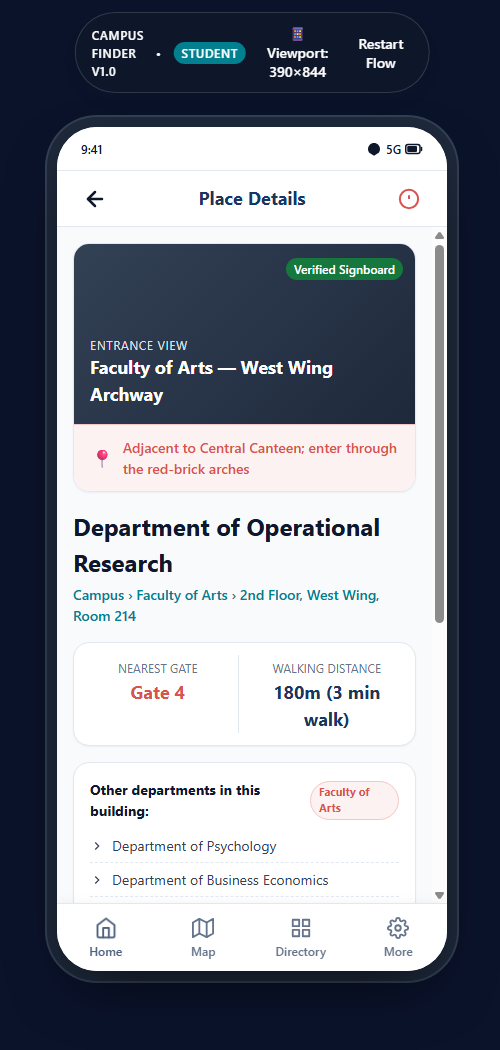 CAMPUS
FINDER
V1.0
•
STUDENT
Viewport:
390×844
Restart
Flow
9:41
5G
Place Details
Verified Signboard
ENTRANCE VIEW
Faculty of Arts — West Wing
Archway
Adjacent to Central Canteen; enter through
the red-brick arches
Department of Operational
Research
Campus › Faculty of Arts › 2nd Floor, West Wing,
Room 214
NEAREST GATE
Gate 4
WALKING DISTANCE
180m (3 min
walk)
Other departments in this
building:
Faculty of
Arts
Department of Psychology
Department of Business Economics
Home
Map
Directory
More